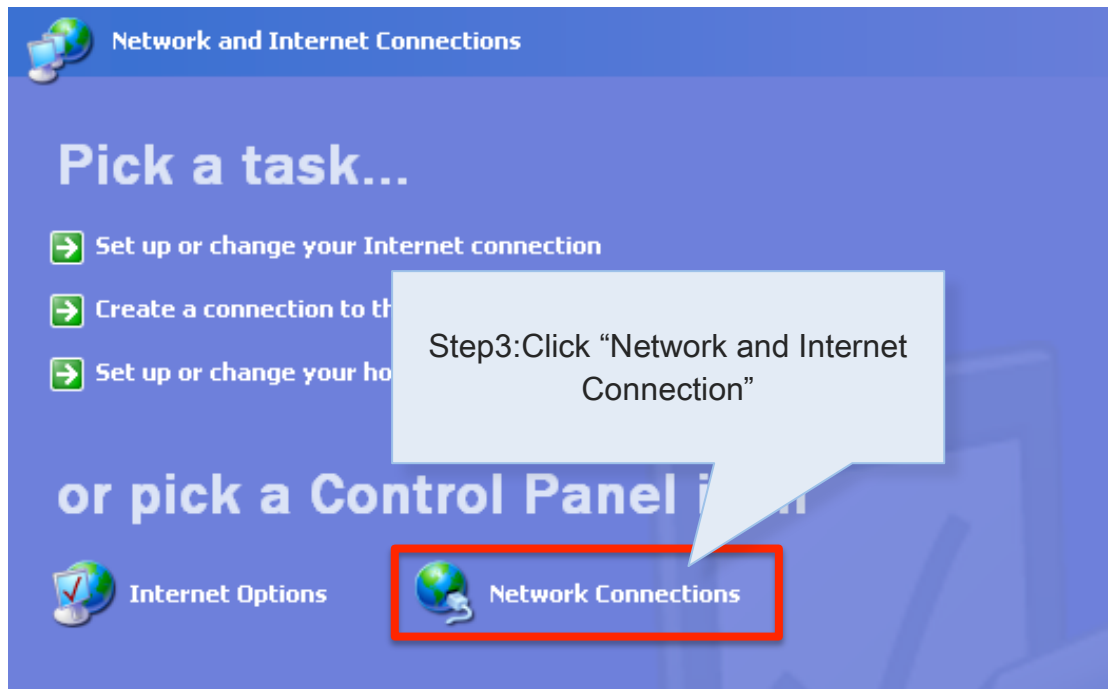 Network and Internet Connections
Pick a task...
Set up or change your Internet connection
Create a connection to th
Set up or change your ho
Step3:Click “Network and Internet
Connection”
or pick a Control Panel
Internet Options
Network Connections